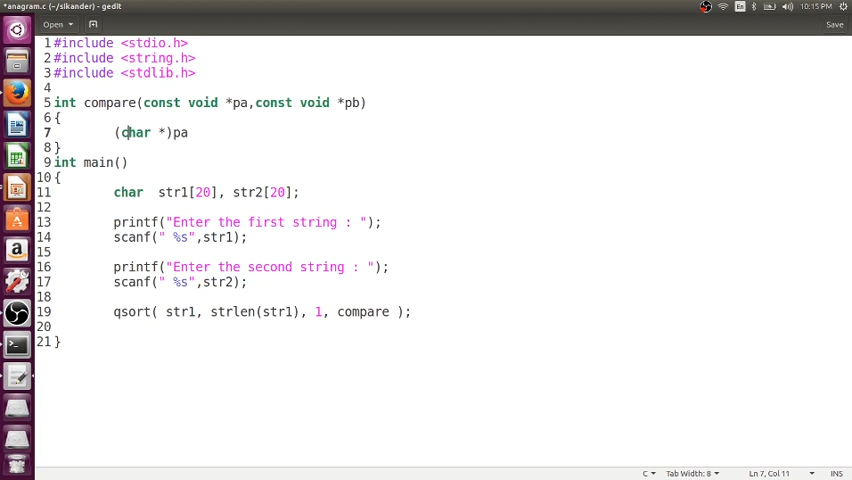 *anagram.c (~/sikander) - gedit
En
10:15 PM
Open
Save
1 #include <stdio.h>
2 #include <string.h>
3 #include <stdlib.h>
4
5 int compare(const void *pa,const void *pb)
6 {
7 (char *)pa
8 }
9 int main()
10 {
11 char  str1[20], str2[20];
12
13 printf("Enter the first string : ");
14 scanf(" %s",str1);
15
16 printf("Enter the second string : ");
17 scanf(" %s",str2);
18
19 qsort( str1, strlen(str1), 1, compare );
20
21 }
C
Tab Width: 8
Ln 7, Col 11
INS